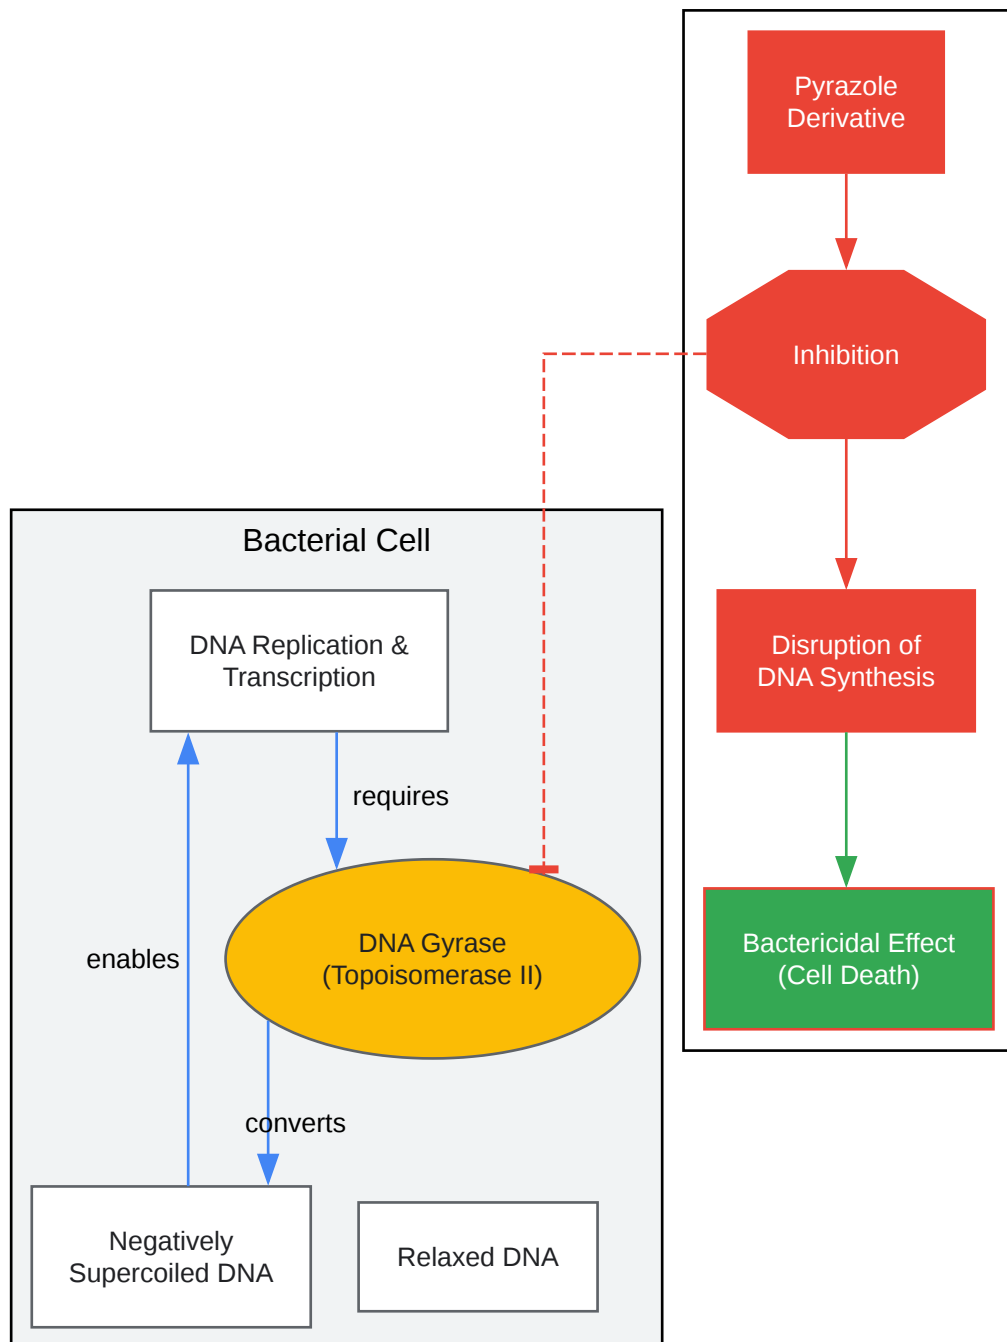 Pyrazole
Derivative
Inhibition
Bacterial Cell
DNA Replication &
Transcription
Disruption of
DNA Synthesis
requires
DNA Gyrase
(Topoisomerase II)
enables
Bactericidal Effect
(Cell Death)
converts
Negatively
Supercoiled DNA
Relaxed DNA